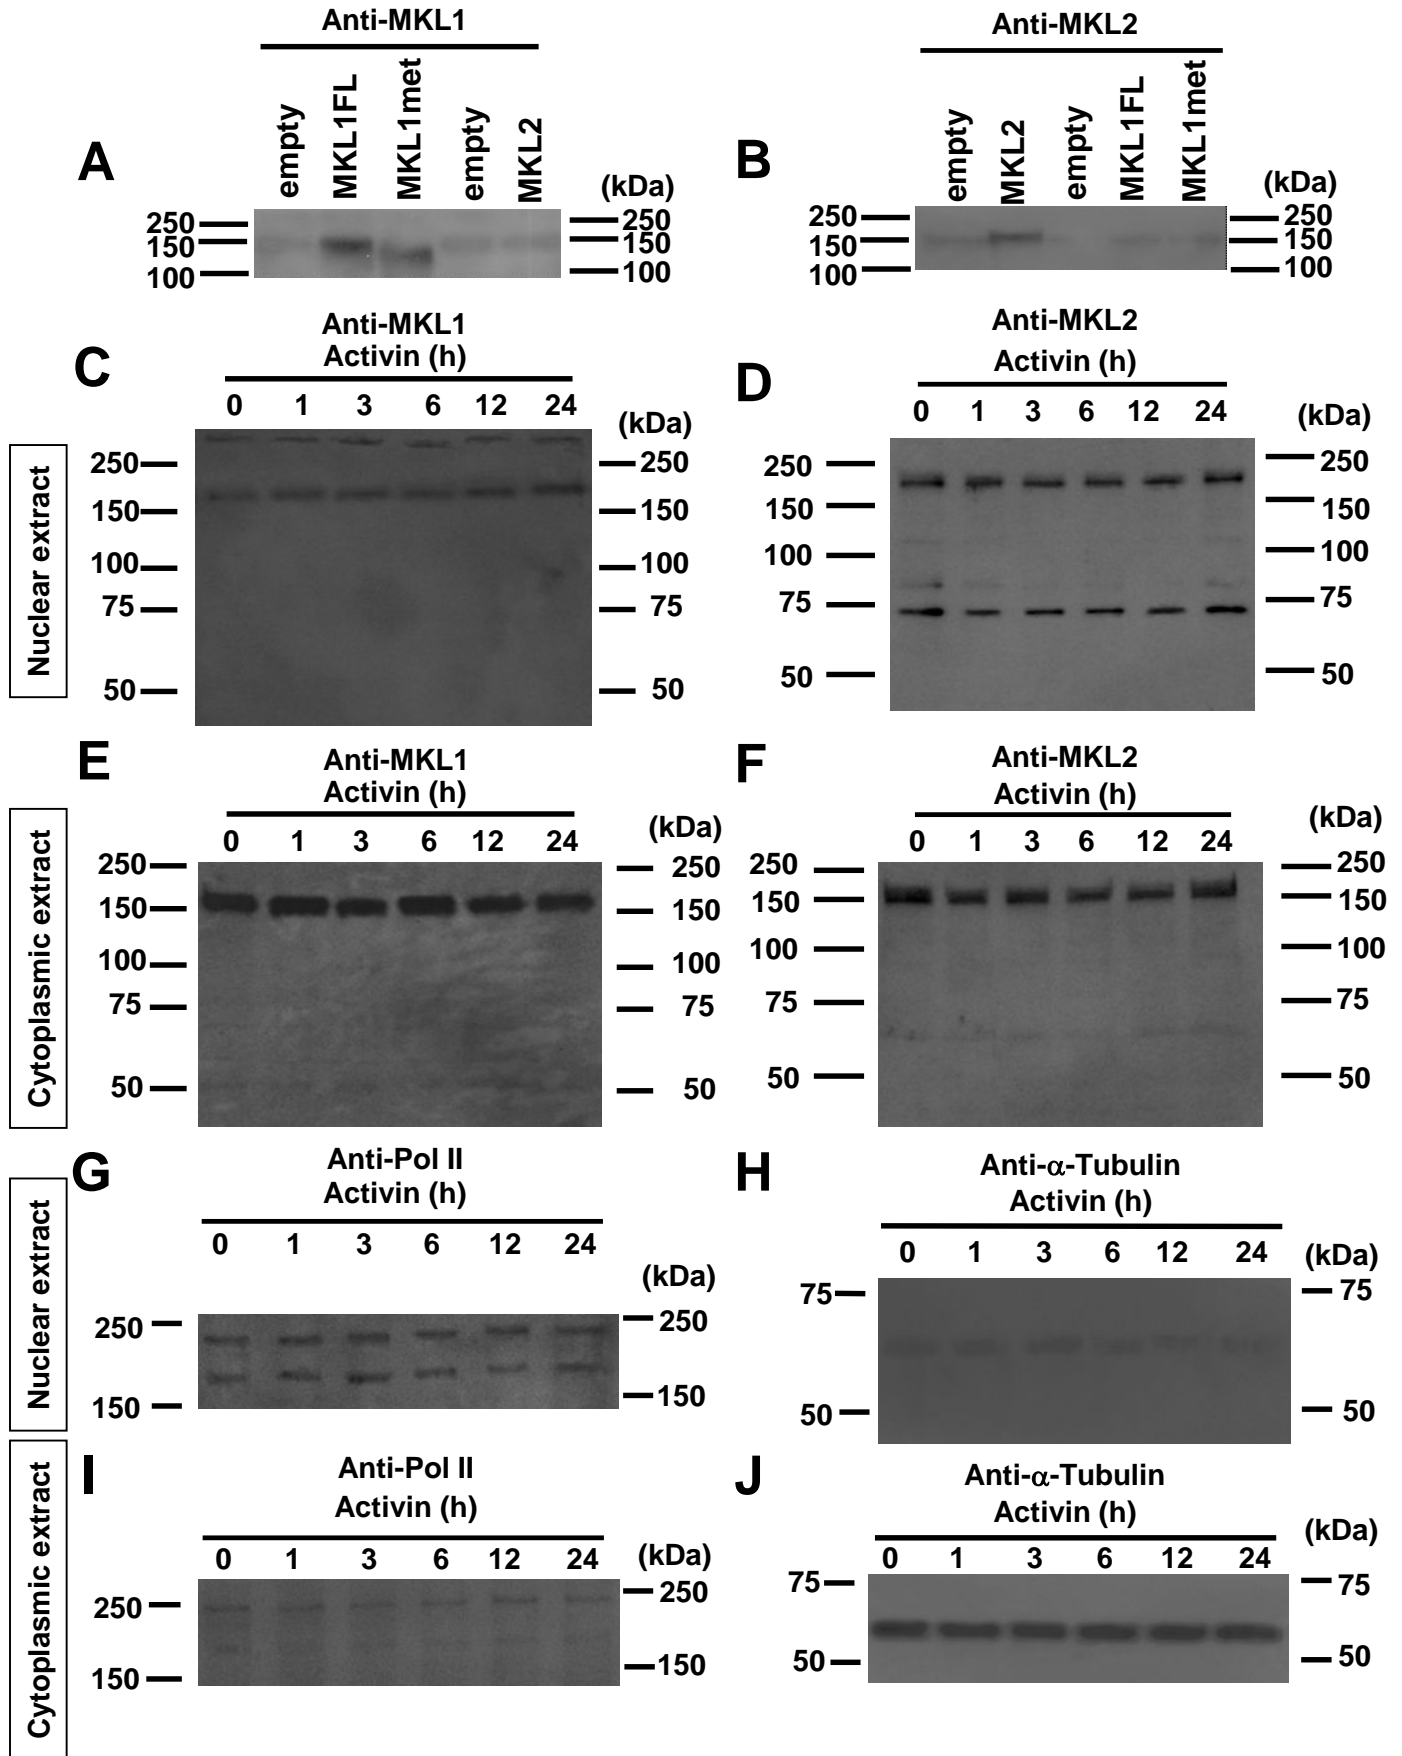 Anti-MKL1
empty MKL1FL MKL1met empty MKL2
A
(kDa)
250 250
150 150
100 100
Anti-MKL2
empty MKL2 empty MKL1FL MKL1met
B
(kDa)
250 250
150 150
100 100
Nuclear extract
C
Anti-MKL1
Activin (h)
0 1 3 6 12 24
(kDa)
250 250
150 150
100 100
75 75
50 50
D
Anti-MKL2
Activin (h)
0 1 3 6 12 24
(kDa)
250 250
150 150
100 100
75 75
50 50
Cytoplasmic extract
E
Anti-MKL1
Activin (h)
0 1 3 6 12 24
(kDa)
250 250
150 150
100 100
75 75
50 50
F
Anti-MKL2
Activin (h)
0 1 3 6 12 24
(kDa)
250 250
150 150
100 100
75 75
50 50
Nuclear extract
G
Anti-Pol II
Activin (h)
0 1 3 6 12 24
(kDa)
250 250
150 150
H
Anti-α-Tubulin
Activin (h)
0 1 3 6 12 24
(kDa)
75 75
50 50
Cytoplasmic extract
I
Anti-Pol II
Activin (h)
0 1 3 6 12 24
(kDa)
250 250
150 150
J
Anti-α-Tubulin
Activin (h)
0 1 3 6 12 24
(kDa)
75 75
50 50